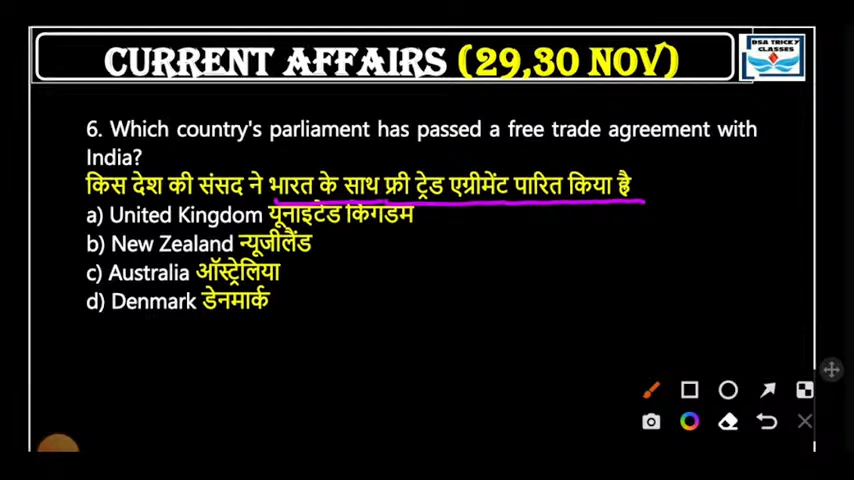 CURRENT AFFAIRS (29,30 NOV)
DSA TRICKY
CLASSES
6. Which country's parliament has passed a free trade agreement with
India?
किस देश की संसद ने भारत के साथ फ्री ट्रेड एग्रीमेंट पारित किया है
a) United Kingdom यूनाइटेड किंगडम
b) New Zealand न्यूजीलैंड
c) Australia ऑस्ट्रेलिया
d) Denmark डेनमार्क